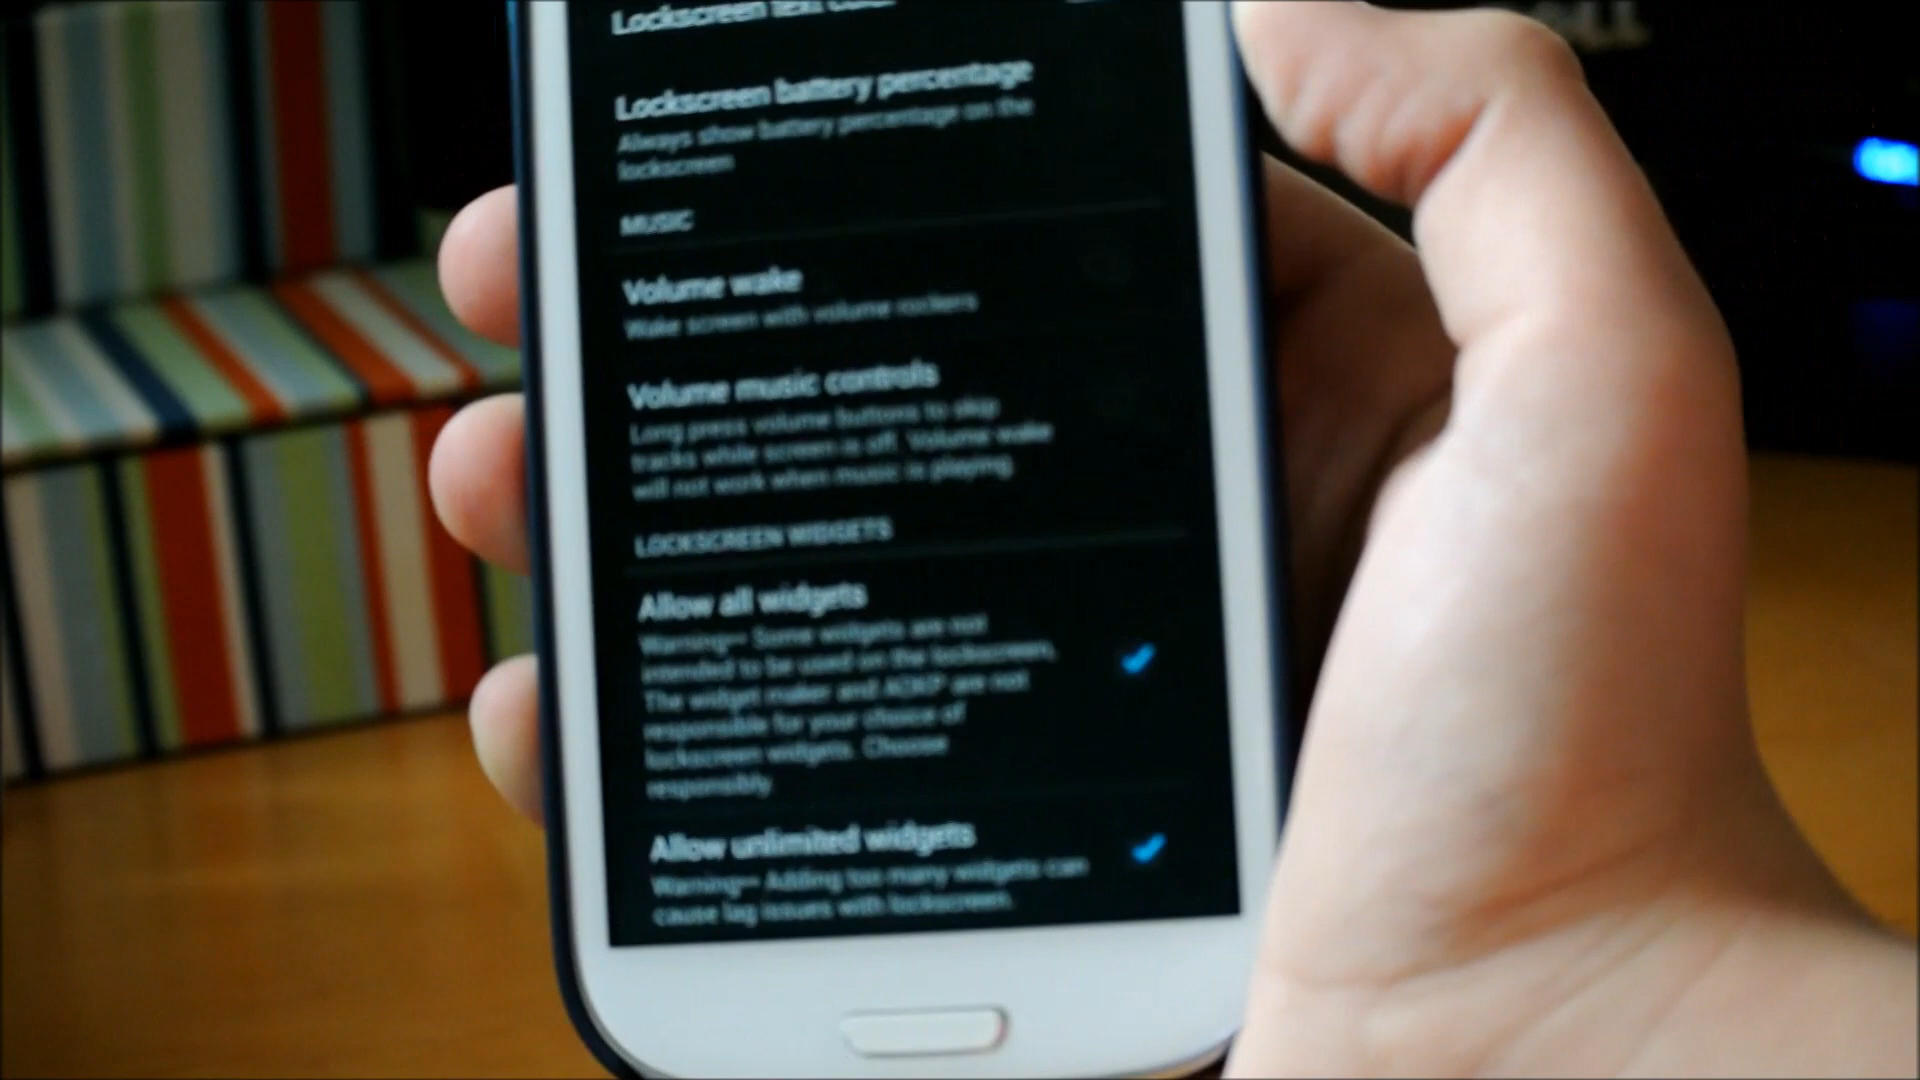 Lockscreen text color
Lockscreen battery percentage
Always show battery percentage on the
lockscreen
MUSIC
Volume wake
Wake screen with volume rockers
Volume music controls
Long press volume buttons to skip
tracks while screen is off. Volume wake
will not work when music is playing
LOCKSCREEN WIDGETS
Allow all widgets
Warning-- Some widgets are not
intended to be used on the lockscreen.
The widget maker and AOKP are not
responsible for your choice of
lockscreen widgets. Choose
responsibly
Allow unlimited widgets
Warning-- Adding too many widgets can
cause lag issues with lockscreen.